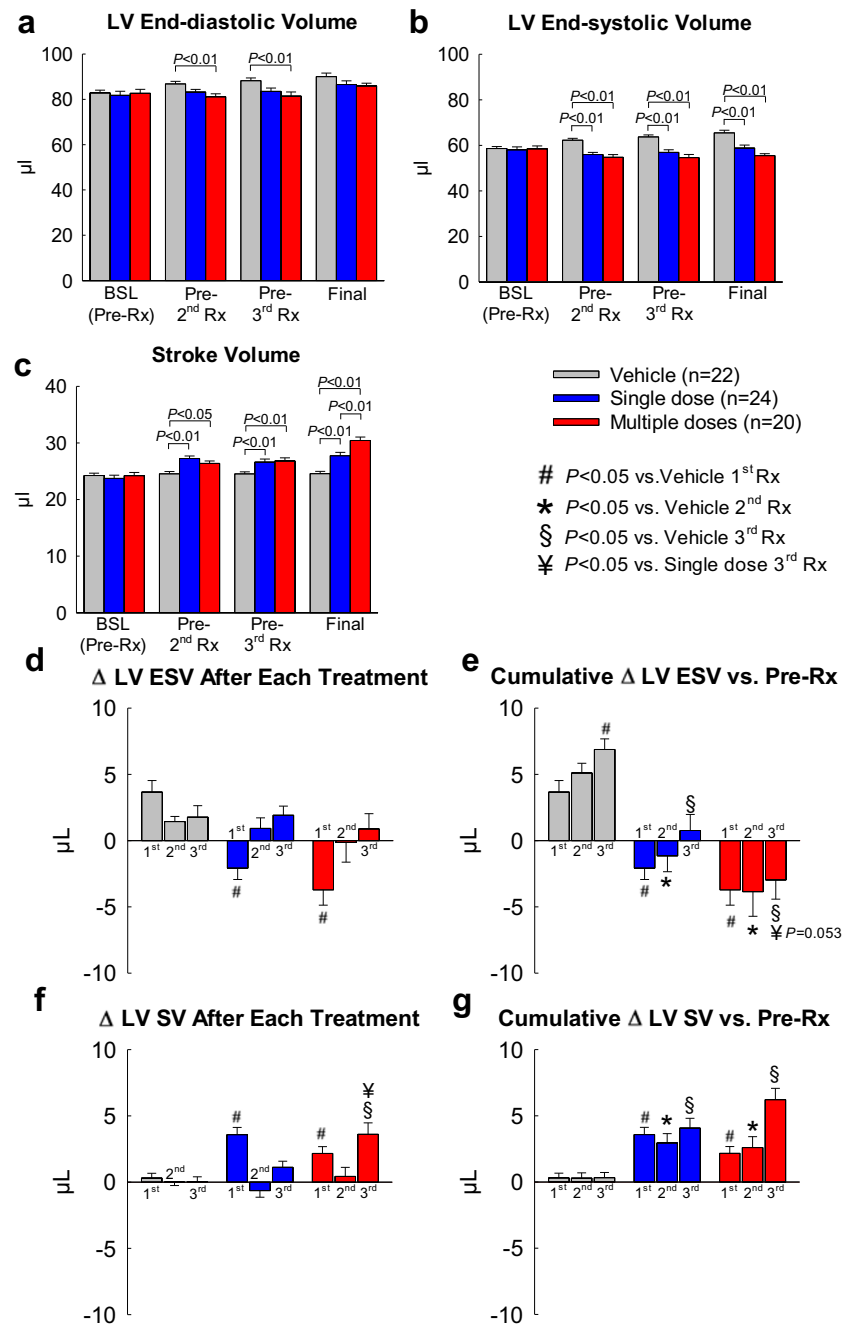 a
LV End-diastolic Volume
100
80
60
40
20
0
µl
P<0.01
P<0.01
BSL
(Pre-Rx)
Pre-
2nd Rx
Pre-
3rd Rx
Final
b
LV End-systolic Volume
100
80
60
40
20
0
µl
P<0.01
P<0.01
P<0.01
P<0.01
P<0.01
P<0.01
BSL
(Pre-Rx)
Pre-
2nd Rx
Pre-
3rd Rx
Final
c
Stroke Volume
40
30
20
10
0
µl
P<0.05
P<0.01
P<0.01
P<0.01
P<0.01
P<0.01
P<0.01
BSL
(Pre-Rx)
Pre-
2nd Rx
Pre-
3rd Rx
Final
Vehicle (n=22)
Single dose (n=24)
Multiple doses (n=20)
# P<0.05 vs.Vehicle 1st Rx
* P<0.05 vs. Vehicle 2nd Rx
§ P<0.05 vs. Vehicle 3rd Rx
¥ P<0.05 vs. Single dose 3rd Rx
d
Δ LV ESV After Each Treatment
10
5
0
-5
-10
µL
1st 2nd 3rd
1st 2nd 3rd
1st 2nd 3rd
#
#
e
Cumulative Δ LV ESV vs. Pre-Rx
10
5
0
-5
-10
µL
#
1st 2nd 3rd
§
1st 2nd 3rd
# *
1st 2nd 3rd
# * §
¥ P=0.053
f
Δ LV SV After Each Treatment
10
5
0
-5
-10
µL
1st 2nd 3rd
#
1st 2nd 3rd
¥
# §
1st 2nd 3rd
g
Cumulative Δ LV SV vs. Pre-Rx
10
5
0
-5
-10
µL
1st 2nd 3rd
# * §
1st 2nd 3rd
# * §
1st 2nd 3rd